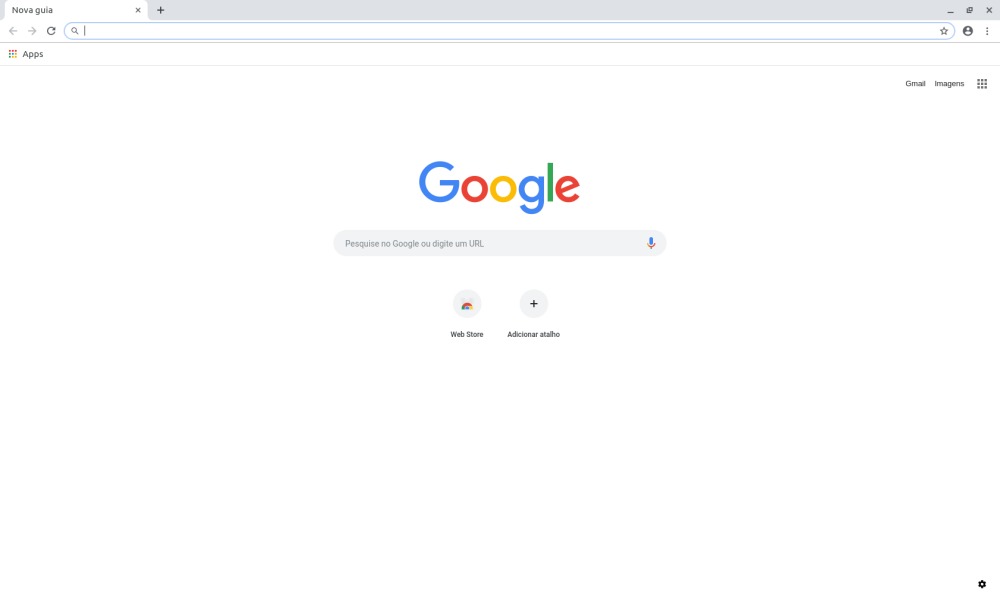 Nova guia
Apps
Gmail Imagens
Google
Pesquise no Google ou digite um URL
Web Store Adicionar atalho